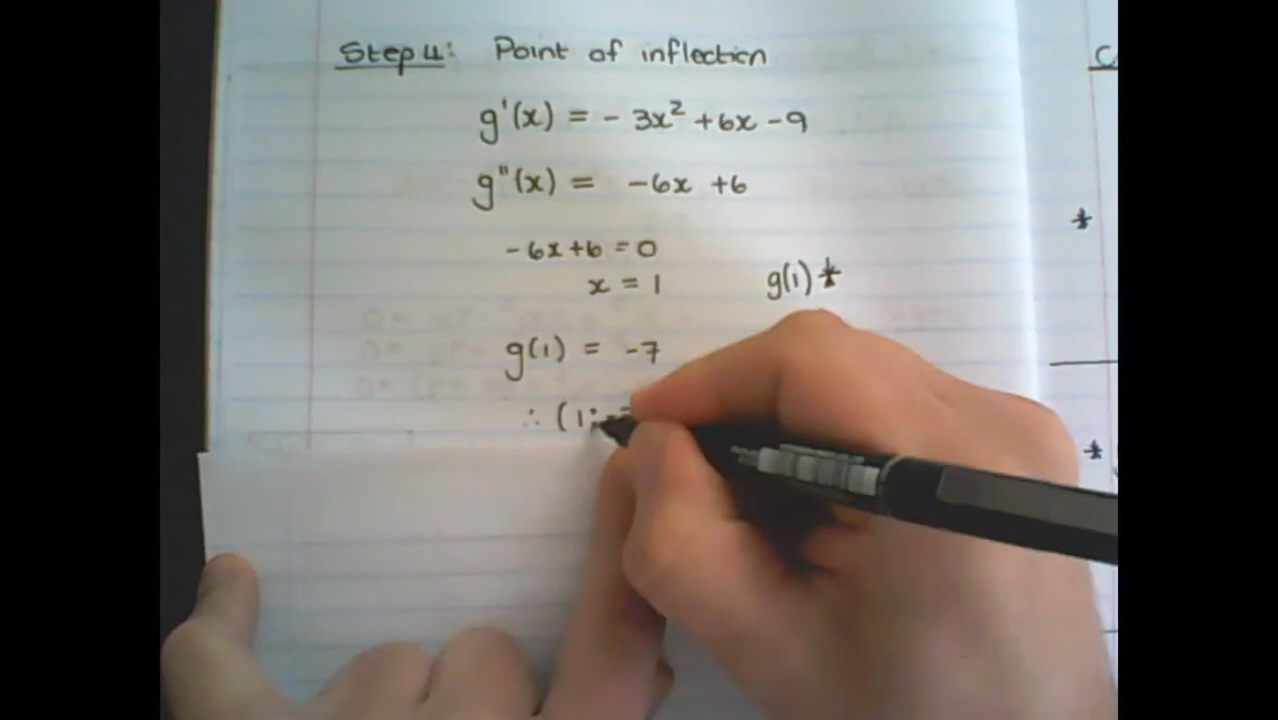 Step 4: Point of inflection
g'(x) = - 3x² + 6x - 9
g"(x) = -6x + 6
- 6x + 6 = 0
x = 1 g(1) *
g(1) = -7
∴ (1;
C
*
*